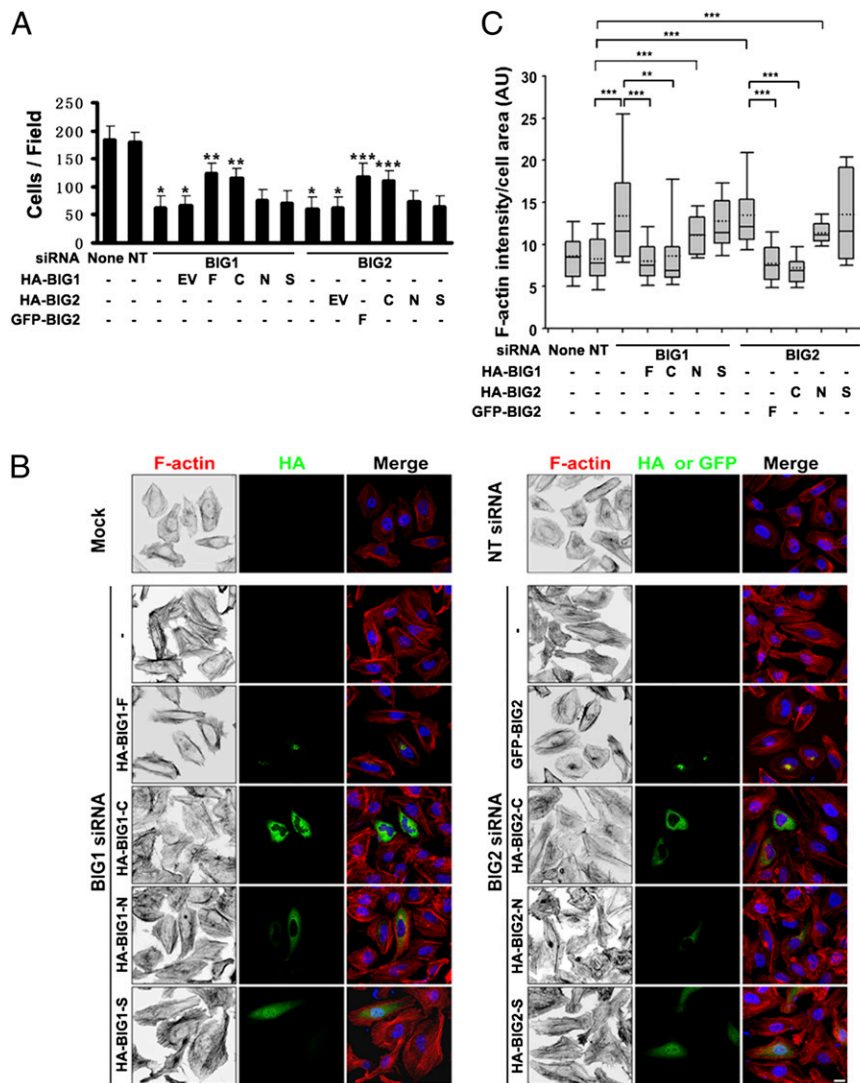 A
Cells / Field
250
200
150
100
50
0
* * ** ** * * *** ***
siRNA None NT BIG1 BIG2
HA-BIG1 - - - EV F C N S - - - - - -
HA-BIG2 - - - - - - - - - EV - C N S
GFP-BIG2 - - - - - - - - - - F - - -
C
F-actin intensity/cell area (AU)
30
25
20
15
10
5
0
***
***
***
**
***
*** ***
***
siRNA None NT BIG1 BIG2
HA-BIG1 - - - F C N S - - - - -
HA-BIG2 - - - - - - - - - C N S
GFP-BIG2 - - - - - - - - F - - -
B
F-actin HA Merge
Mock
BIG1 siRNA
-
HA-BIG1-F
HA-BIG1-C
HA-BIG1-N
HA-BIG1-S
F-actin HA or GFP Merge
NT siRNA
BIG2 siRNA
-
GFP-BIG2
HA-BIG2-C
HA-BIG2-N
HA-BIG2-S